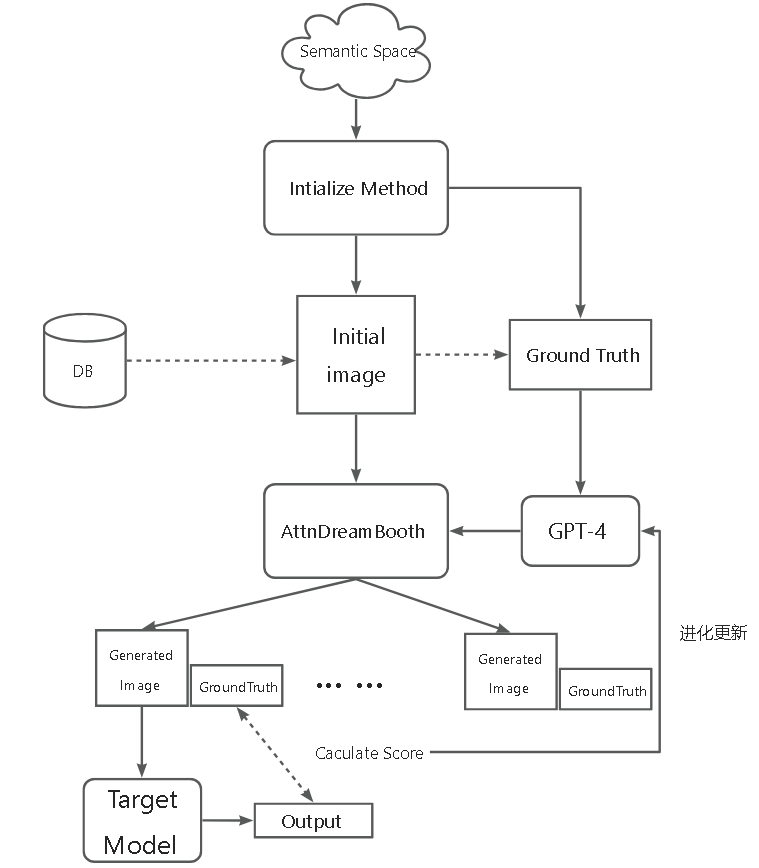 Semantic Space
Intialize Method
Initial
image
DB
Ground Truth
AttnDreamBooth
GPT-4
进化更新
Generated
Image
GroundTruth
... ...
Generated
Image
GroundTruth
Caculate Score
Target
Model
Output